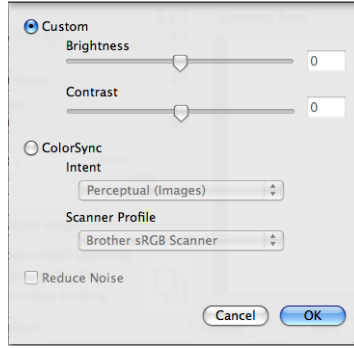 Custom
Brightness
0
Contrast
0
ColorSync
Intent
Perceptual (Images)
Scanner Profile
Brother sRGB Scanner
Reduce Noise
Cancel OK